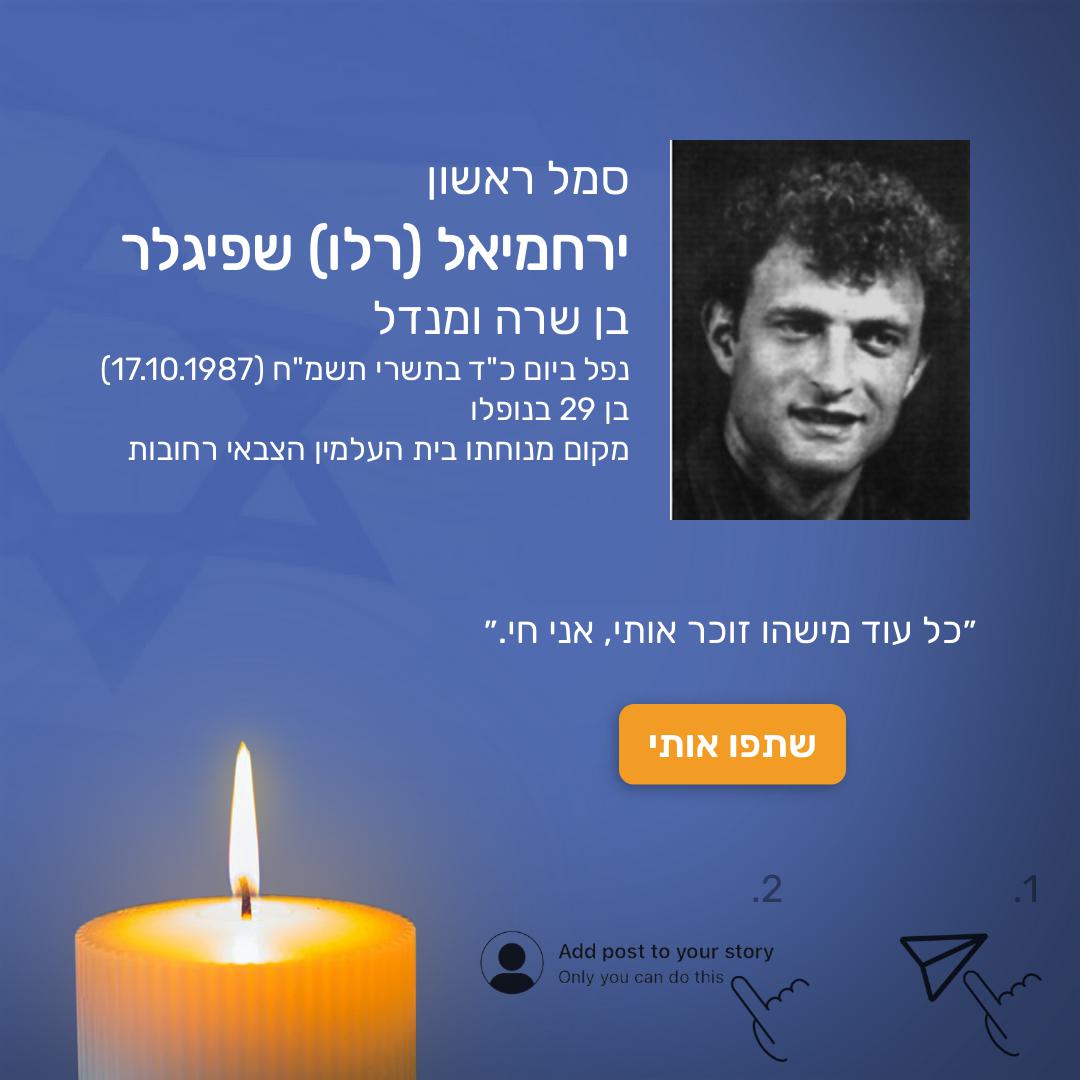 סמל ראשון
ירחמיאל (רלו) שפיגלר
בן שרה ומנדל
נפל ביום כ"ד בתשרי תשמ"ח (17.10.1987)
בן 29 בנופלו
מקום מנוחתו בית העלמין הצבאי רחובות
״כל עוד מישהו זוכר אותי, אני חי.״
שתפו אותי
.1
.2
Add post to your story
Only you can do this